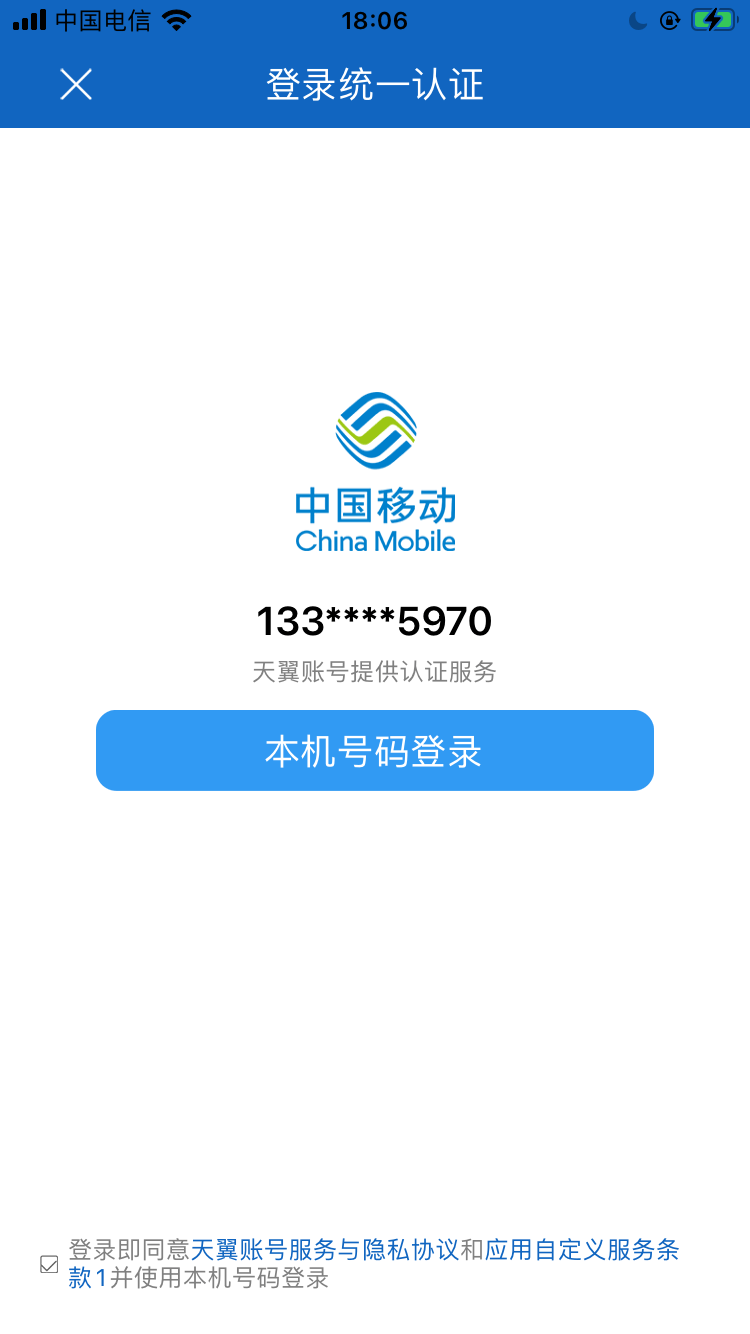 中国电信 18:06
登录统一认证
中国移动
China Mobile
133****5970
天翼账号提供认证服务
本机号码登录
登录即同意天翼账号服务与隐私协议和应用自定义服务条
款1并使用本机号码登录